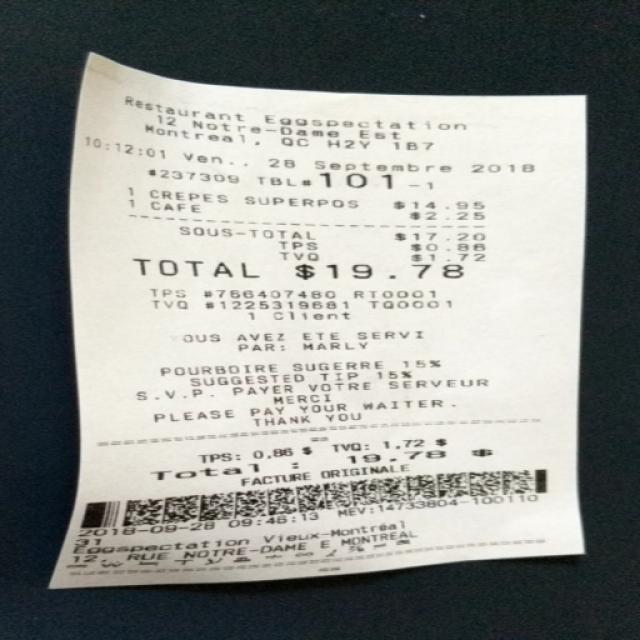 Restaurant Eggspectation
12 Notre-Dame Est
Montreal, QC H2Y 1B7
10:12:01 Ven., 28 Septembre 2018
#237309 TBL#101-1
1 CREPES SUPERPOS $14.95
1 CAFE $2.25
SOUS-TOTAL $17.20
TPS $0.86
TVQ $1.72
TOTAL $19.78
TPS #766407480 RT0001
TVQ #1225319681 TQ0001
1 Client
OUS AVEZ ETE SERVI
PAR: MARLY
POURBOIRE SUGERRE 15%
SUGGESTED TIP 15%
S.V.P. PAYER VOTRE SERVEUR
MERCI
PLEASE PAY YOUR WAITER.
THANK YOU
==
TPS: 0,86 $ TVQ: 1,72 $
Total : 19,78 $
FACTURE ORIGINALE
2018-09-28 09:48:13 MEV:14733804-100110
Eggspectation Vieux-Montréal
12 RUE NOTRE-DAME MONTREAL